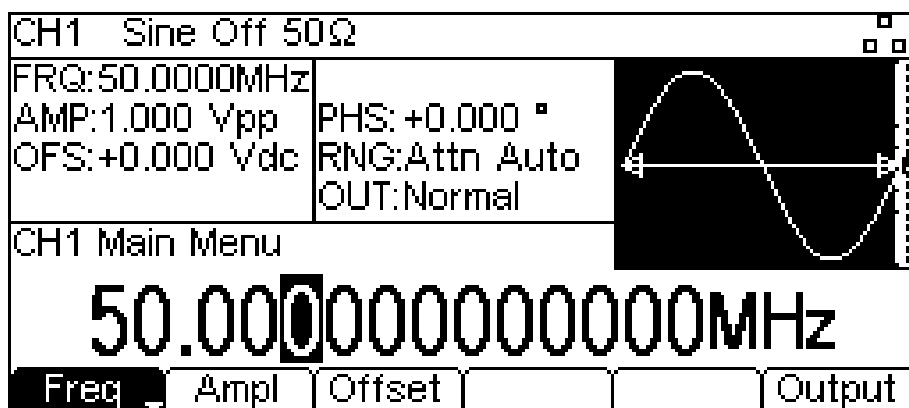 CH1 Sine Off 50Ω
FRQ:50.0000MHz
AMP:1.000 Vpp
OFS:+0.000 Vdc
PHS:+0.000 °
RNG:Attn Auto
OUT:Normal
CH1 Main Menu
50.000000000000MHz
Freq Ampl Offset Output